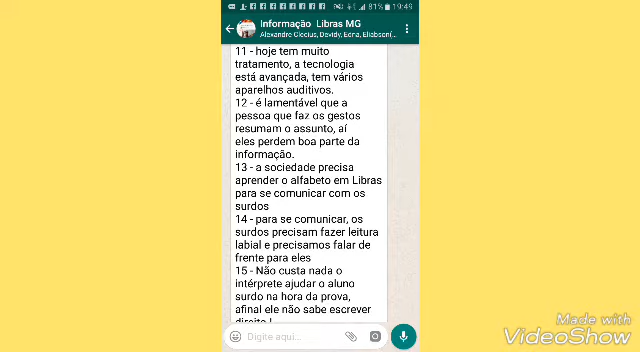 81% 19:49
Informação Libras MG
Alexandre Clecius, Devidy, Edna, Eliabson(...
11 - hoje tem muito
tratamento, a tecnologia
está avançada, tem vários
aparelhos auditivos.
12 - é lamentável que a
pessoa que faz os gestos
resumam o assunto, aí
eles perdem boa parte da
informação.
13 - a sociedade precisa
aprender o alfabeto em Libras
para se comunicar com os
surdos
14 - para se comunicar, os
surdos precisam fazer leitura
labial e precisamos falar de
frente para eles
15 - Não custa nada o
intérprete ajudar o aluno
surdo na hora da prova,
afinal ele não sabe escrever
direito !
Digite aqui...
Made with
VideoShow